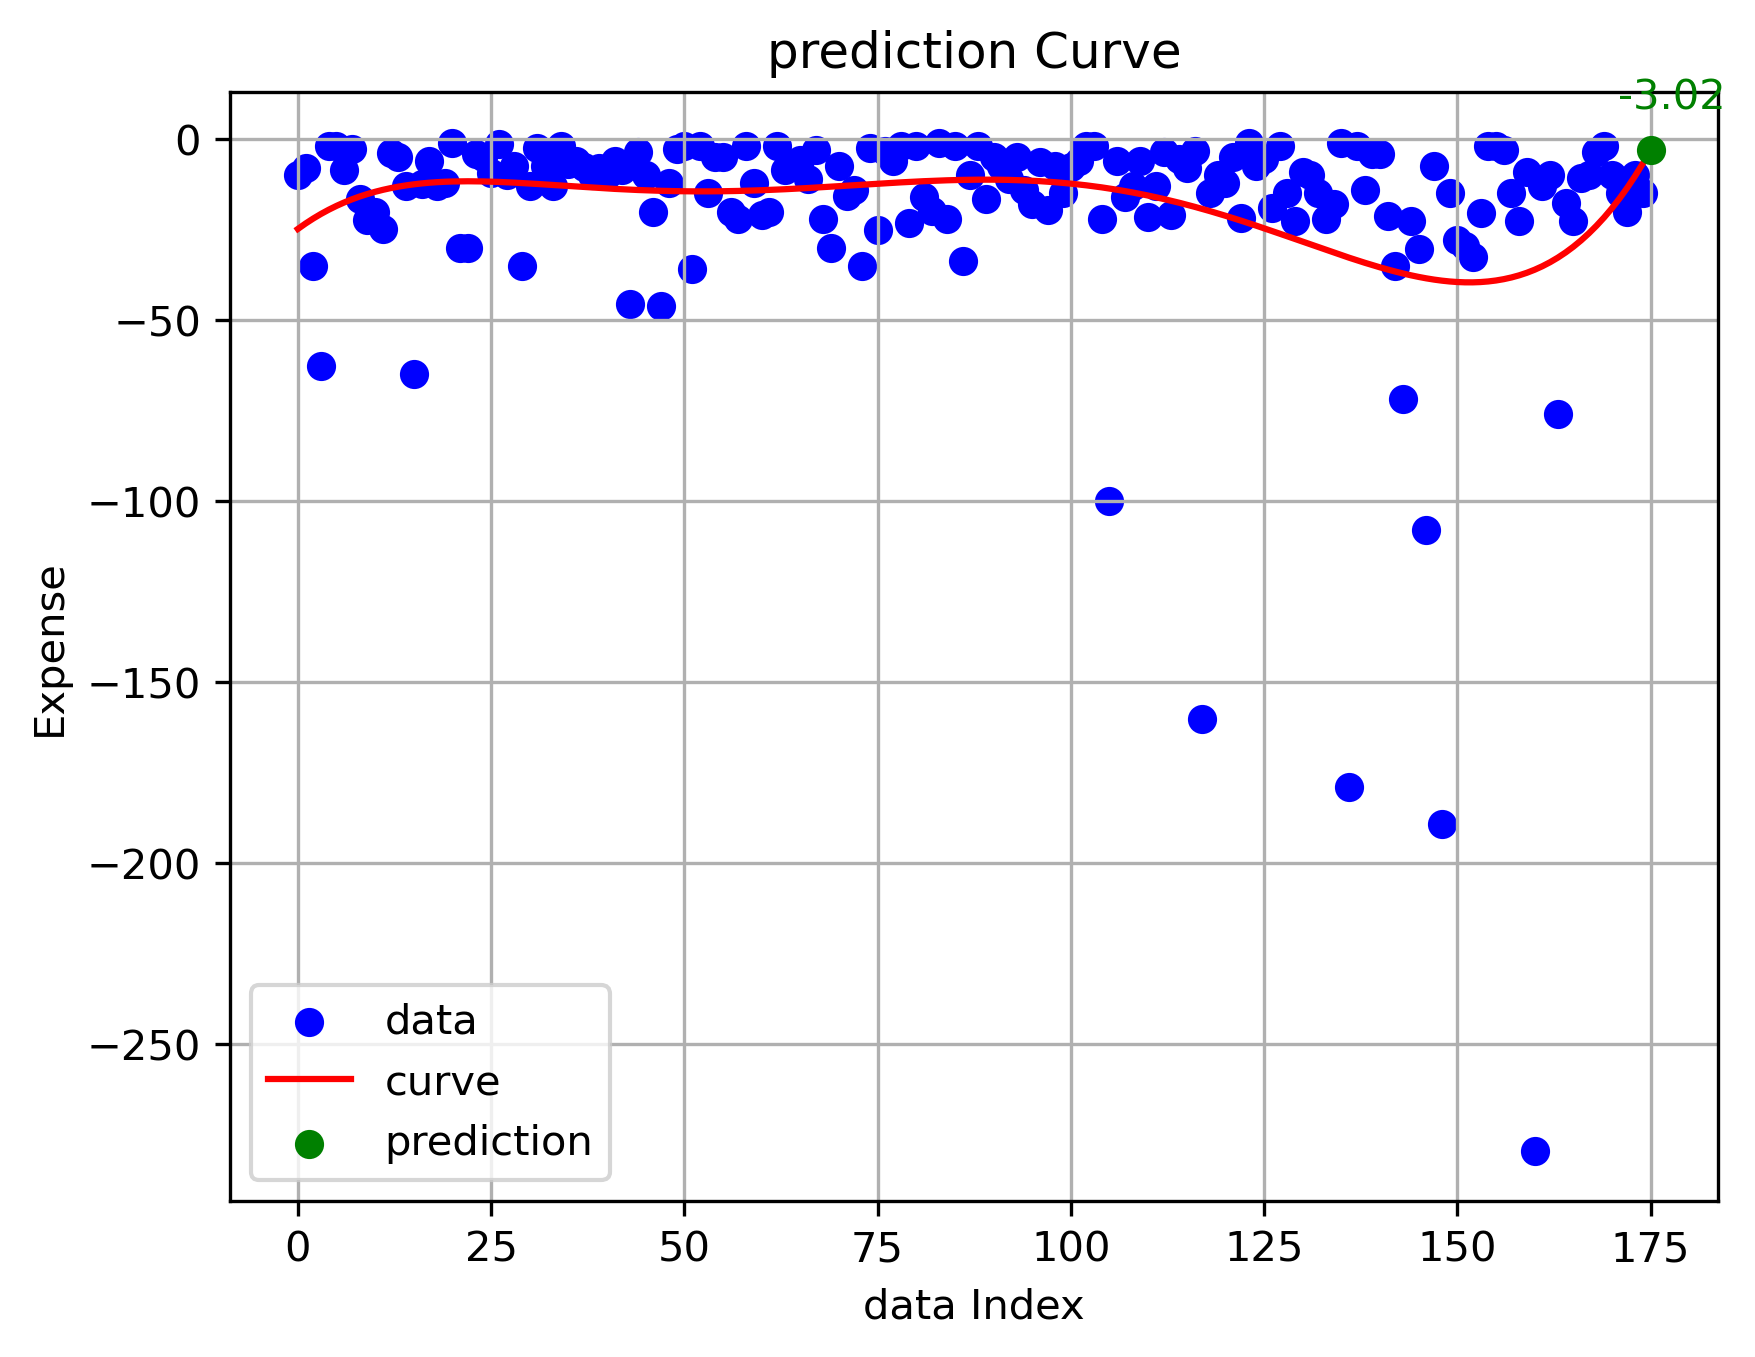 prediction Curve
-3.02
0
−50
−100
−150
−200
−250
Expense
data
curve
prediction
0 25 50 75 100 125 150 175
data Index